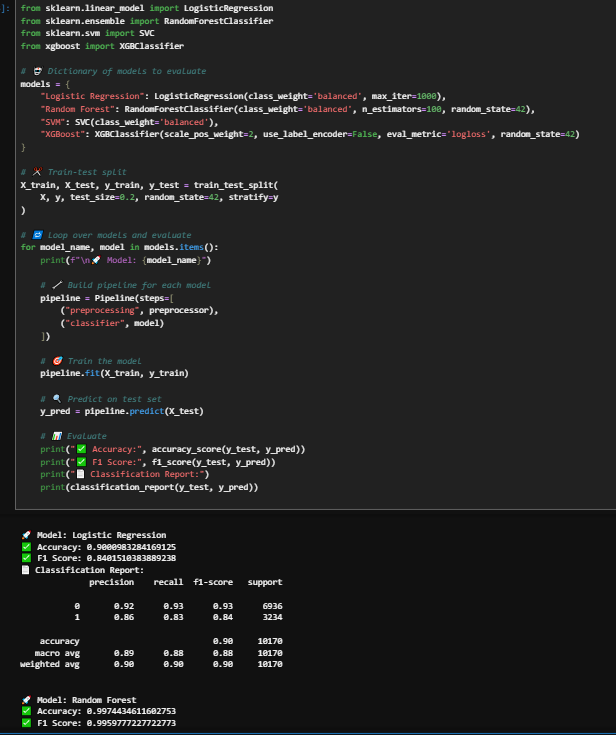 ]:
from sklearn.linear_model import LogisticRegression
from sklearn.ensemble import RandomForestClassifier
from sklearn.svm import SVC
from xgboost import XGBClassifier
# Dictionary of models to evaluate
models = {
"Logistic Regression": LogisticRegression(class_weight='balanced', max_iter=1000),
"Random Forest": RandomForestClassifier(class_weight='balanced', n_estimators=100, random_state=42),
"SVM": SVC(class_weight='balanced'),
"XGBoost": XGBClassifier(scale_pos_weight=2, use_label_encoder=False, eval_metric='logloss', random_state=42)
}
# Train-test split
X_train, X_test, y_train, y_test = train_test_split(
X, y, test_size=0.2, random_state=42, stratify=y
)
# 🔁 Loop over models and evaluate
for model_name, model in models.items():
print(f"\n🚀 Model: {model_name}")
# Build pipeline for each model
pipeline = Pipeline(steps=[
("preprocessing", preprocessor),
("classifier", model)
])
# 🎯 Train the model
pipeline.fit(X_train, y_train)
# 🔍 Predict on test set
y_pred = pipeline.predict(X_test)
# 📊 Evaluate
print("✅ Accuracy:", accuracy_score(y_test, y_pred))
print("✅ F1 Score:", f1_score(y_test, y_pred))
print("📄 Classification Report:")
print(classification_report(y_test, y_pred))
🚀 Model: Logistic Regression
✅ Accuracy: 0.9000983284169125
✅ F1 Score: 0.8401510383889238
📄 Classification Report:
precision recall f1-score support
0 0.92 0.93 0.93 6936
1 0.86 0.83 0.84 3234
accuracy 0.90 10170
macro avg 0.89 0.88 0.88 10170
weighted avg 0.90 0.90 0.90 10170
🚀 Model: Random Forest
✅ Accuracy: 0.9974434611602753
✅ F1 Score: 0.9959777227722773